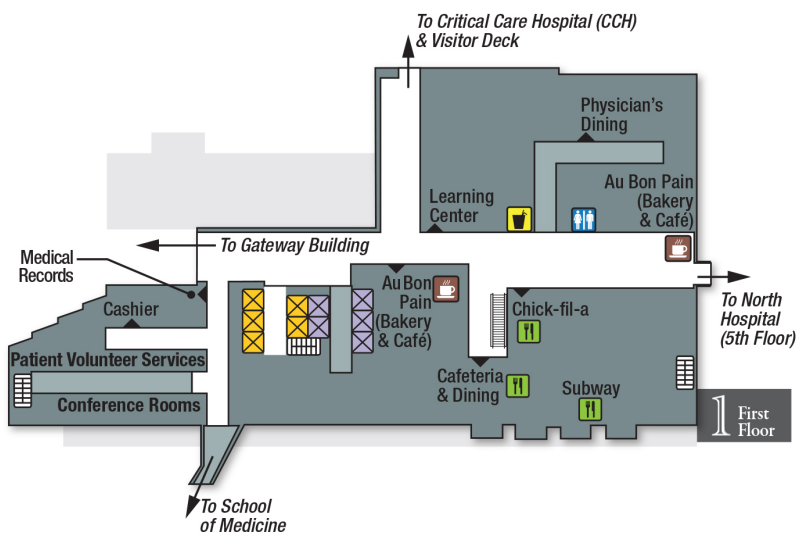 To Critical Care Hospital (CCH)
& Visitor Deck
Physician's
Dining
Learning
Center
Au Bon Pain
(Bakery
& Café)
To Gateway Building
Medical
Records
Cashier
Au Bon
Pain
(Bakery
& Café)
Chick-fil-a
To North
Hospital
(5th Floor)
Patient Volunteer Services
Conference Rooms
Cafeteria
& Dining
Subway
1 First
Floor
To School
of Medicine